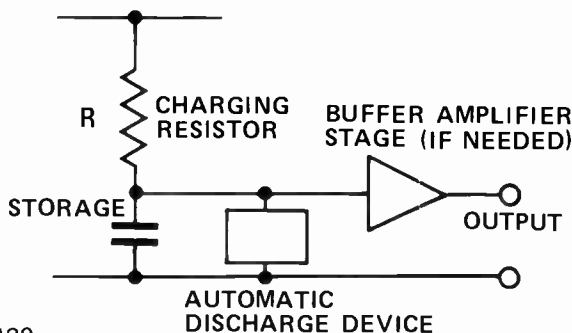 R
CHARGING
RESISTOR
BUFFER AMPLIFIER
STAGE (IF NEEDED)
STORAGE
OUTPUT
AUTOMATIC
DISCHARGE DEVICE